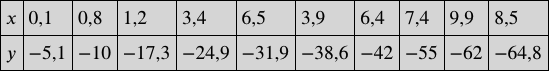 x 0,1 0,8 1,2 3,4 6,5 3,9 6,4 7,4 9,9 8,5
y −5,1 −10 −17,3 −24,9 −31,9 −38,6 −42 −55 −62 −64,8